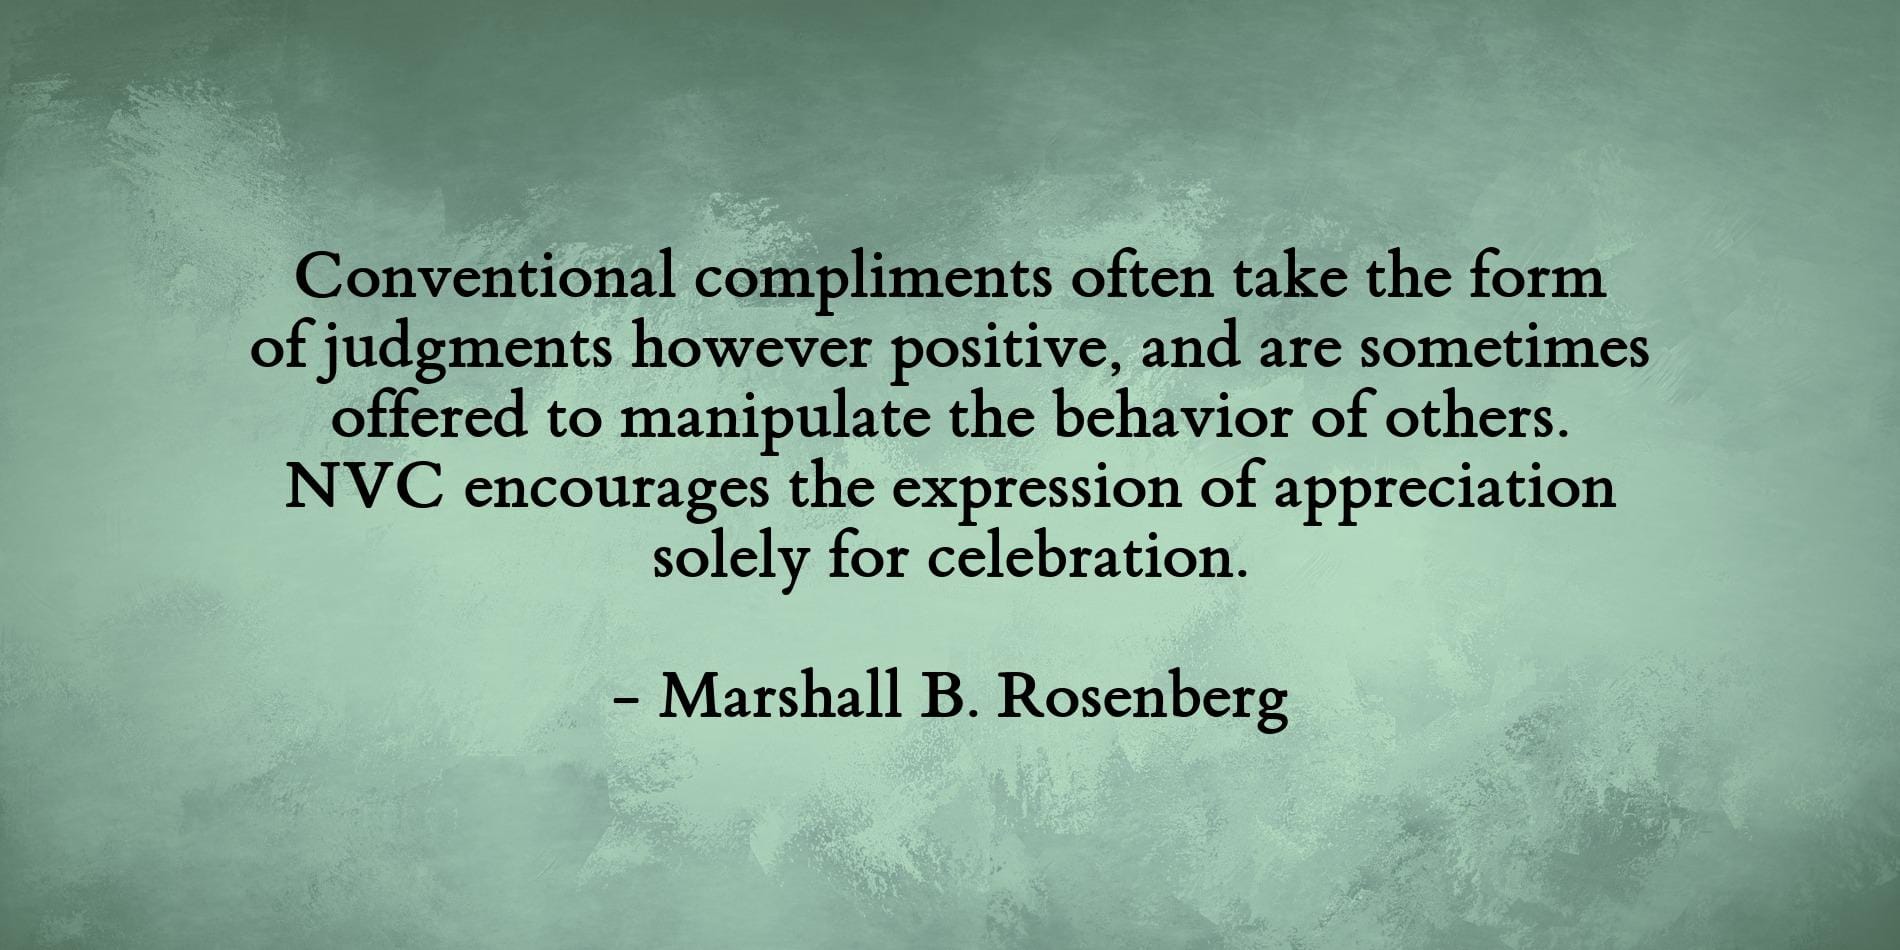 Conventional compliments often take the form
of judgments however positive, and are sometimes
offered to manipulate the behavior of others.
NVC encourages the expression of appreciation
solely for celebration.
– Marshall B. Rosenberg